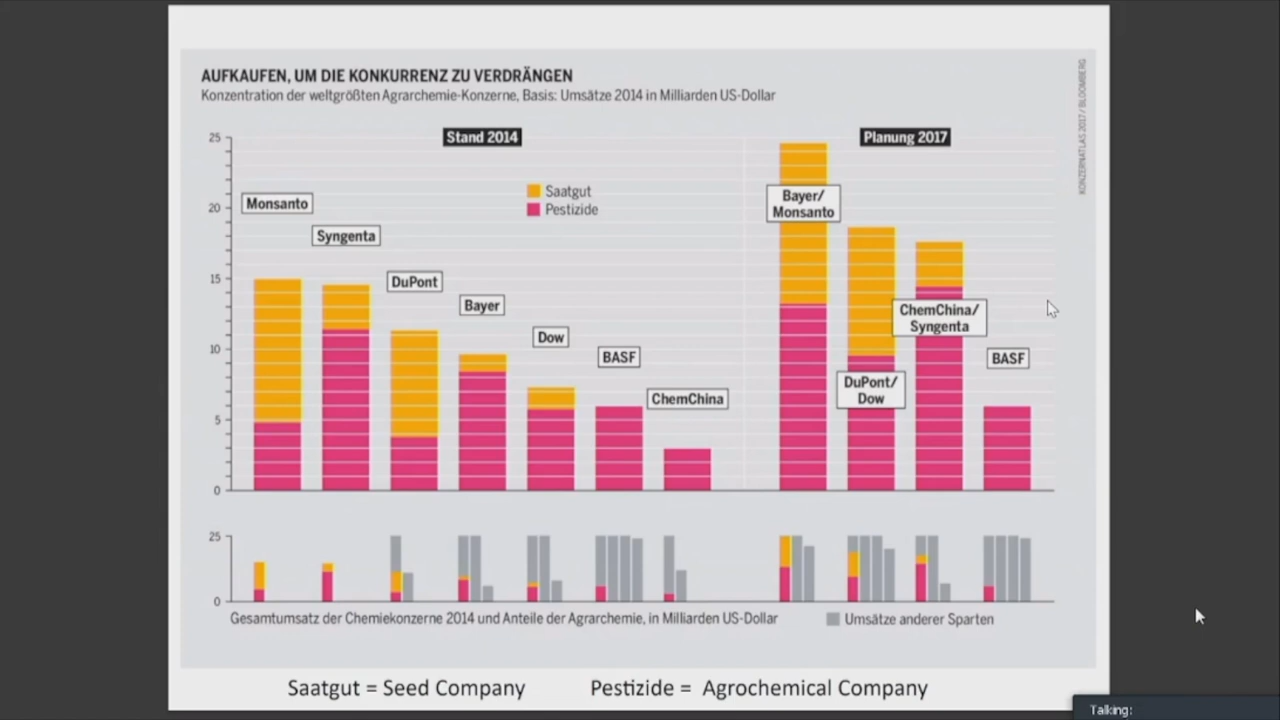 AUFKAUFEN, UM DIE KONKURRENZ ZU VERDRÄNGEN
Konzentration der weltgrößten Agrarchemie-Konzerne, Basis: Umsätze 2014 in Milliarden US-Dollar
KONZERNATLAS 2017 / BLOOMBERG
Stand 2014
Planung 2017
25
20
15
10
5
0
Saatgut
Pestizide
Monsanto
Syngenta
DuPont
Bayer
Dow
BASF
ChemChina
Bayer/
Monsanto
DuPont/
Dow
ChemChina/
Syngenta
BASF
25
0
Gesamtumsatz der Chemiekonzerne 2014 und Anteile der Agrarchemie, in Milliarden US-Dollar
Umsätze anderer Sparten
Saatgut = Seed Company
Pestizide = Agrochemical Company
Talking: